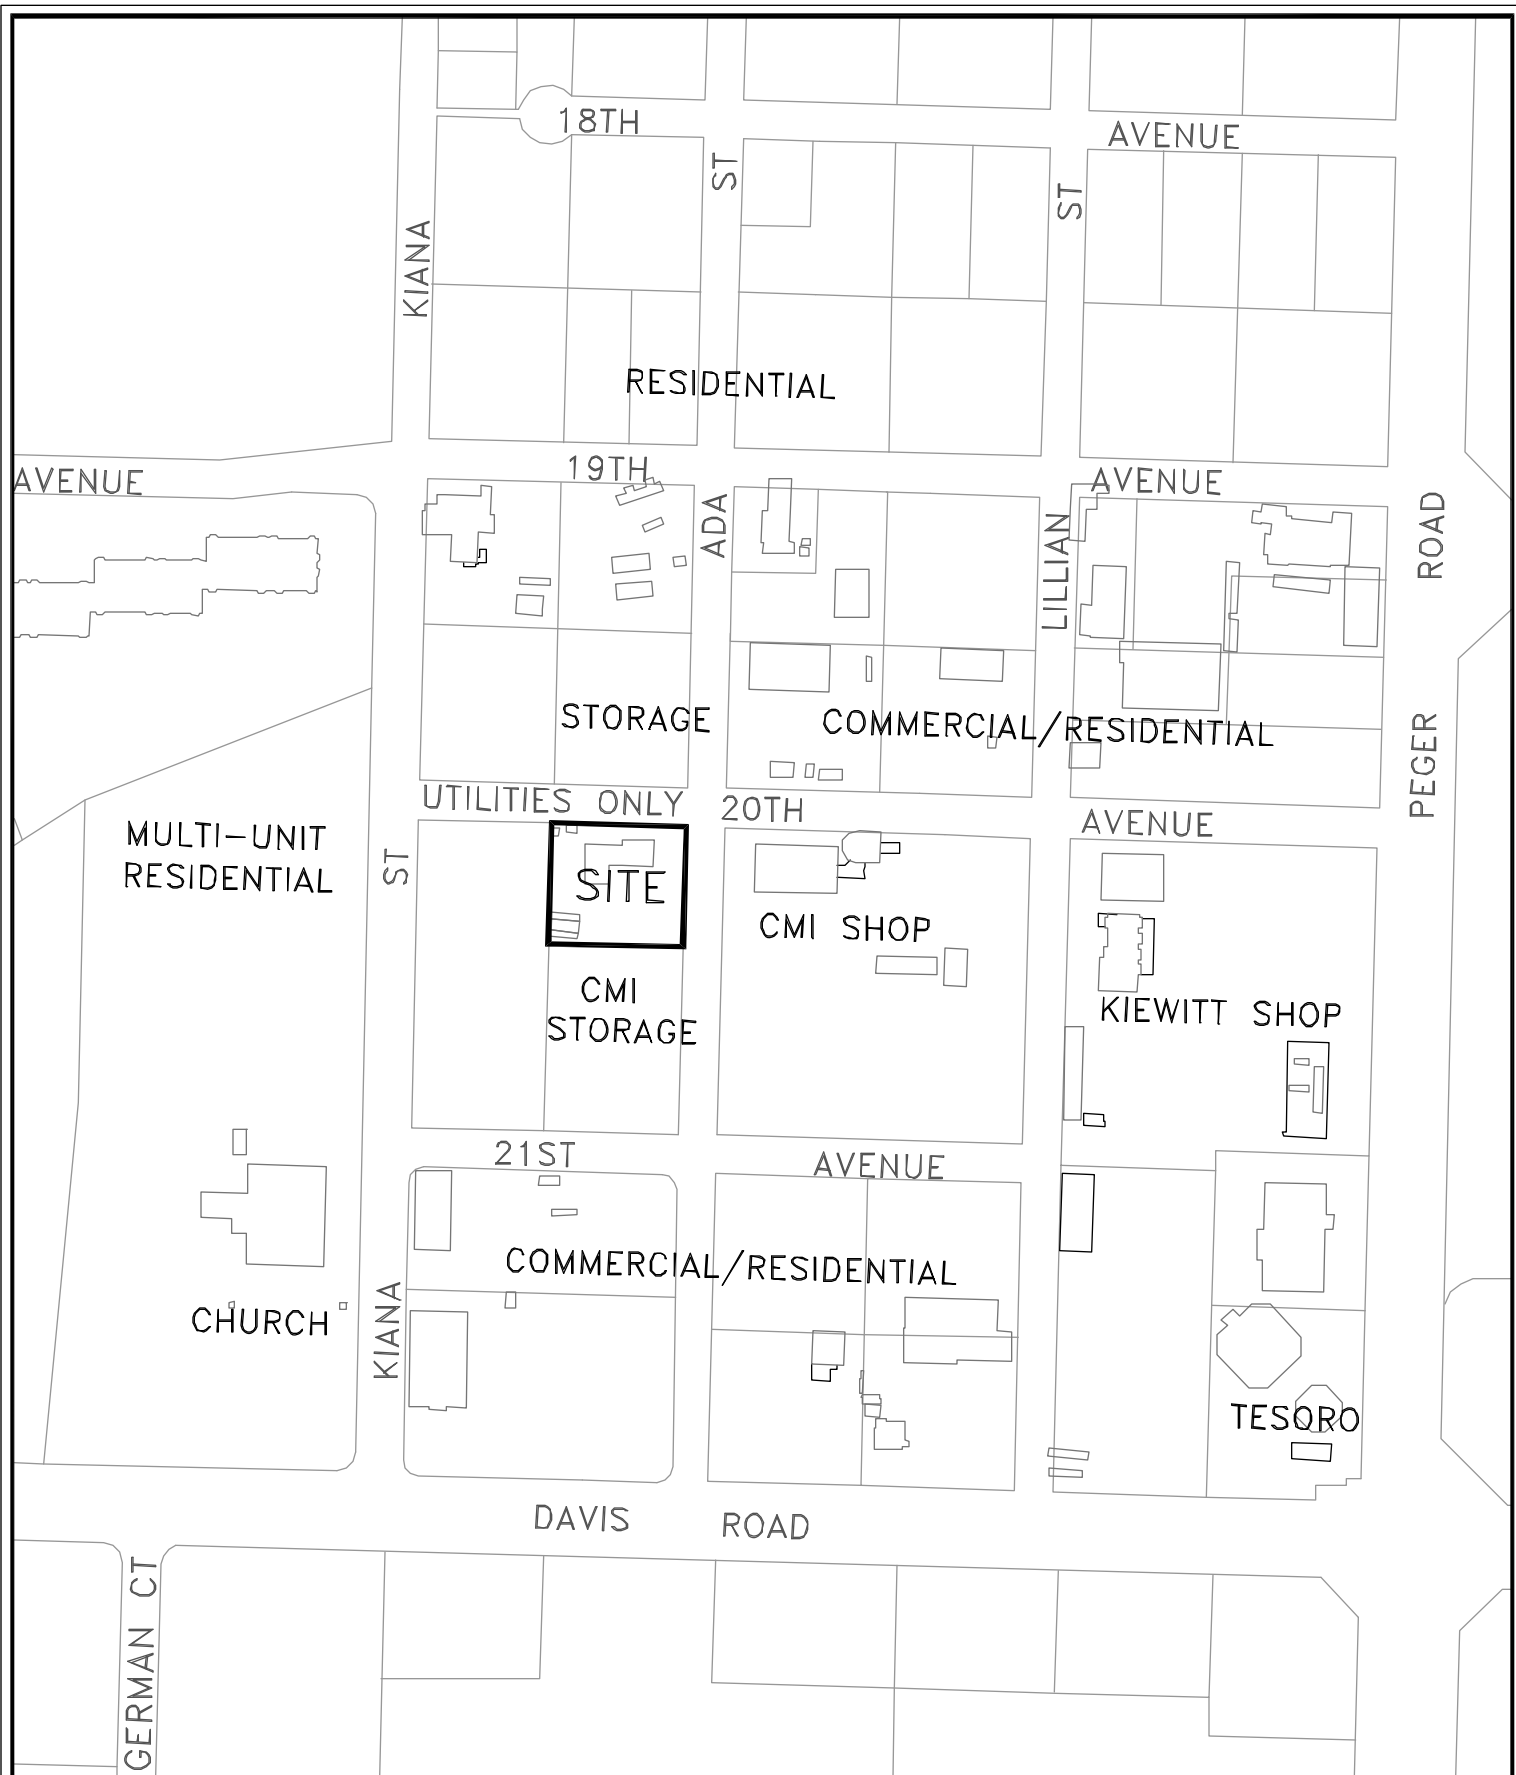 18TH AVENUE
ST
ST
KIANA
RESIDENTIAL
AVENUE
19TH
AVENUE
ADA
LILLIAN
ROAD
STORAGE
COMMERCIAL/RESIDENTIAL
PEGER
UTILITIES ONLY
20TH
AVENUE
MULTI-UNIT
RESIDENTIAL
ST
SITE
CMI SHOP
CMI
STORAGE
KIEWITT SHOP
21ST
AVENUE
COMMERCIAL/RESIDENTIAL
CHURCH
KIANA
TESORO
DAVIS ROAD
GERMAN CT